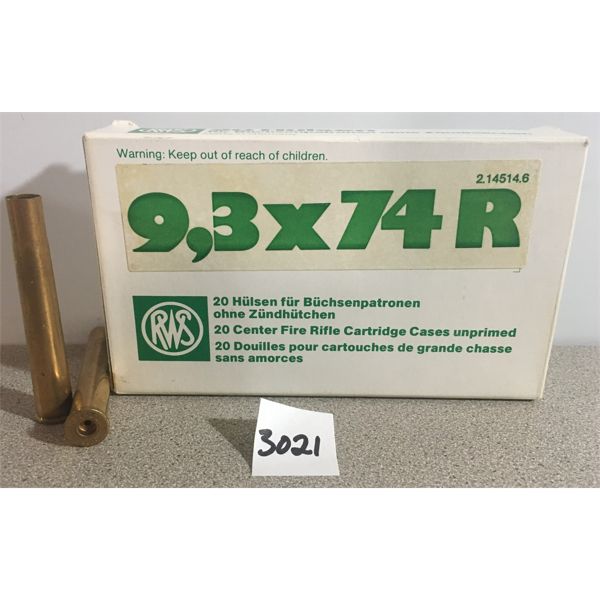 Warning: Keep out of reach of children.
2.14514.6
9,3x74R
RWS
20 Hülsen für Büchsenpatronen
ohne Zündhütchen
20 Center Fire Rifle Cartridge Cases unprimed
20 Douilles pour cartouches de grande chasse
sans amorces
3021